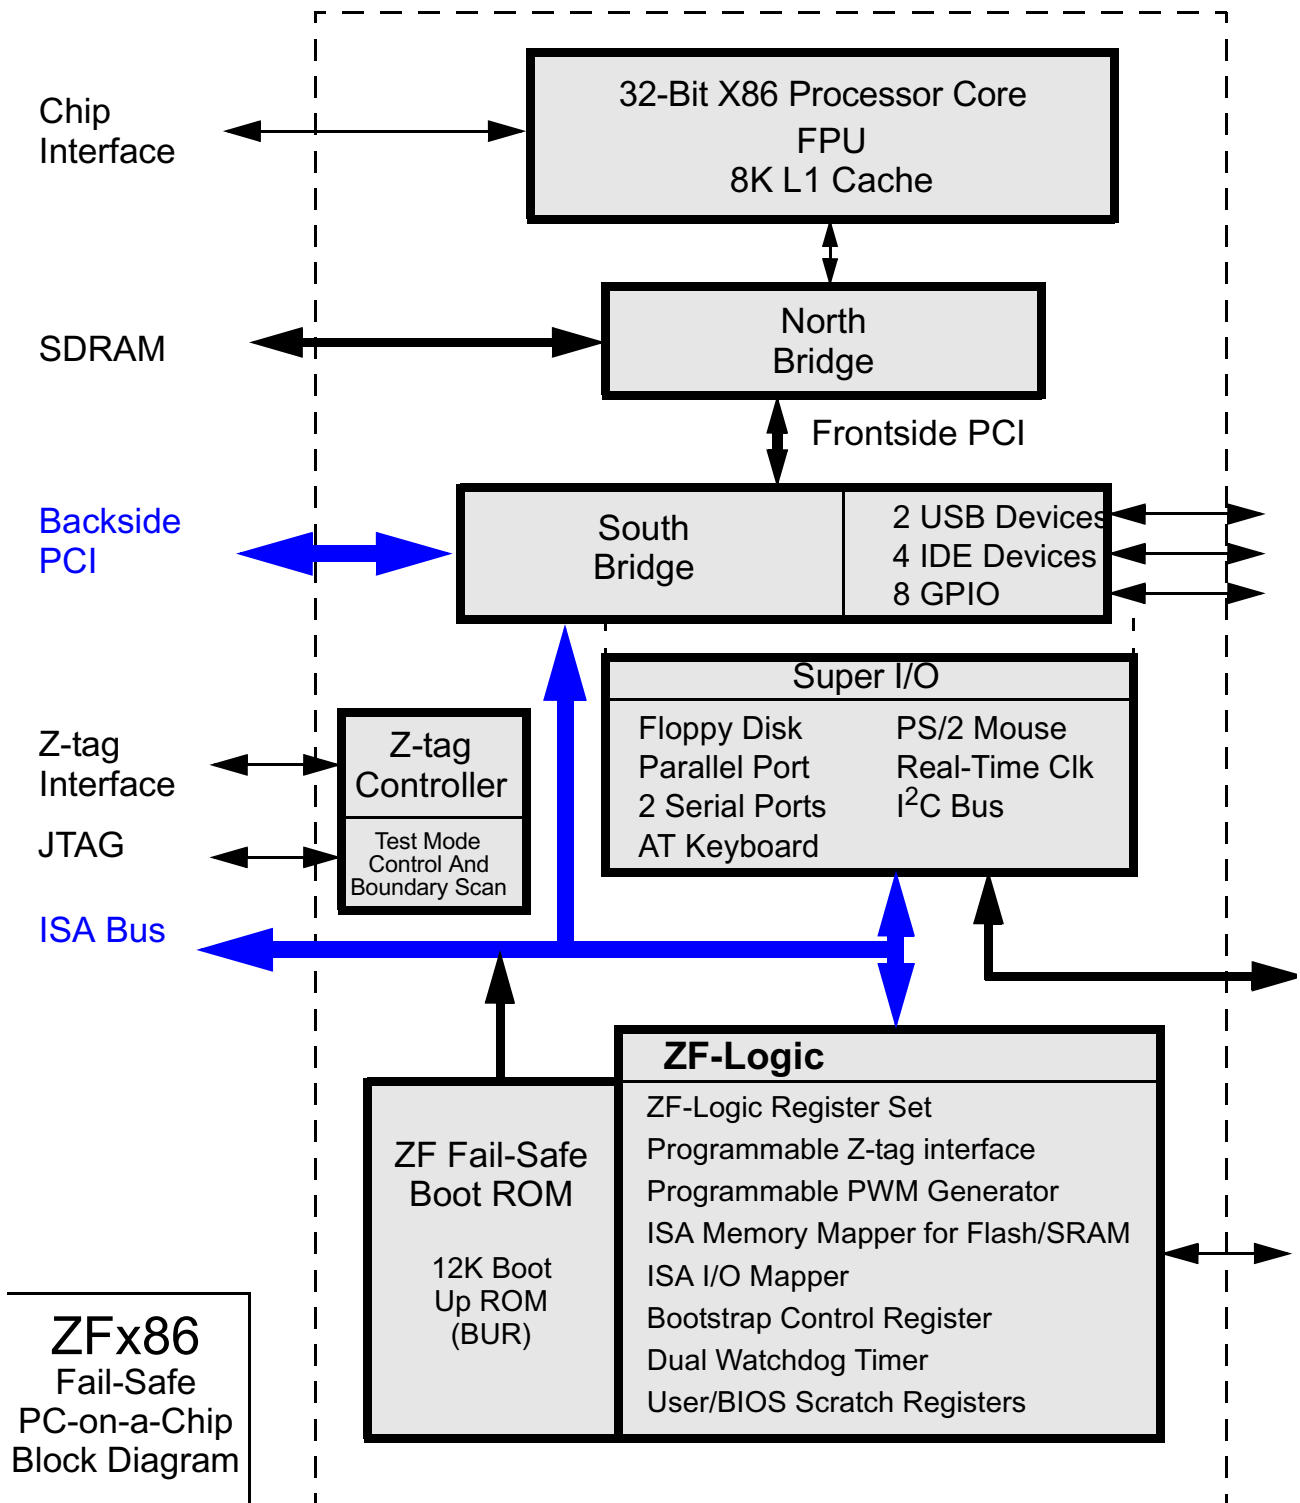 32-Bit X86 Processor Core
FPU
8K L1 Cache
Chip
Interface
North
Bridge
SDRAM
Frontside PCI
Backside
PCI
South
Bridge
2 USB Devices
4 IDE Devices
8 GPIO
Super I/O
Floppy Disk
Parallel Port
2 Serial Ports
AT Keyboard
PS/2 Mouse
Real-Time Clk
I2C Bus
Z-tag
Interface
JTAG
Z-tag
Controller
Test Mode
Control And
Boundary Scan
ISA Bus
ZF-Logic
ZF-Logic Register Set
Programmable Z-tag interface
Programmable PWM Generator
ISA Memory Mapper for Flash/SRAM
ISA I/O Mapper
Bootstrap Control Register
Dual Watchdog Timer
User/BIOS Scratch Registers
ZF Fail-Safe
Boot ROM
12K Boot
Up ROM
(BUR)
ZFx86
Fail-Safe
PC-on-a-Chip
Block Diagram